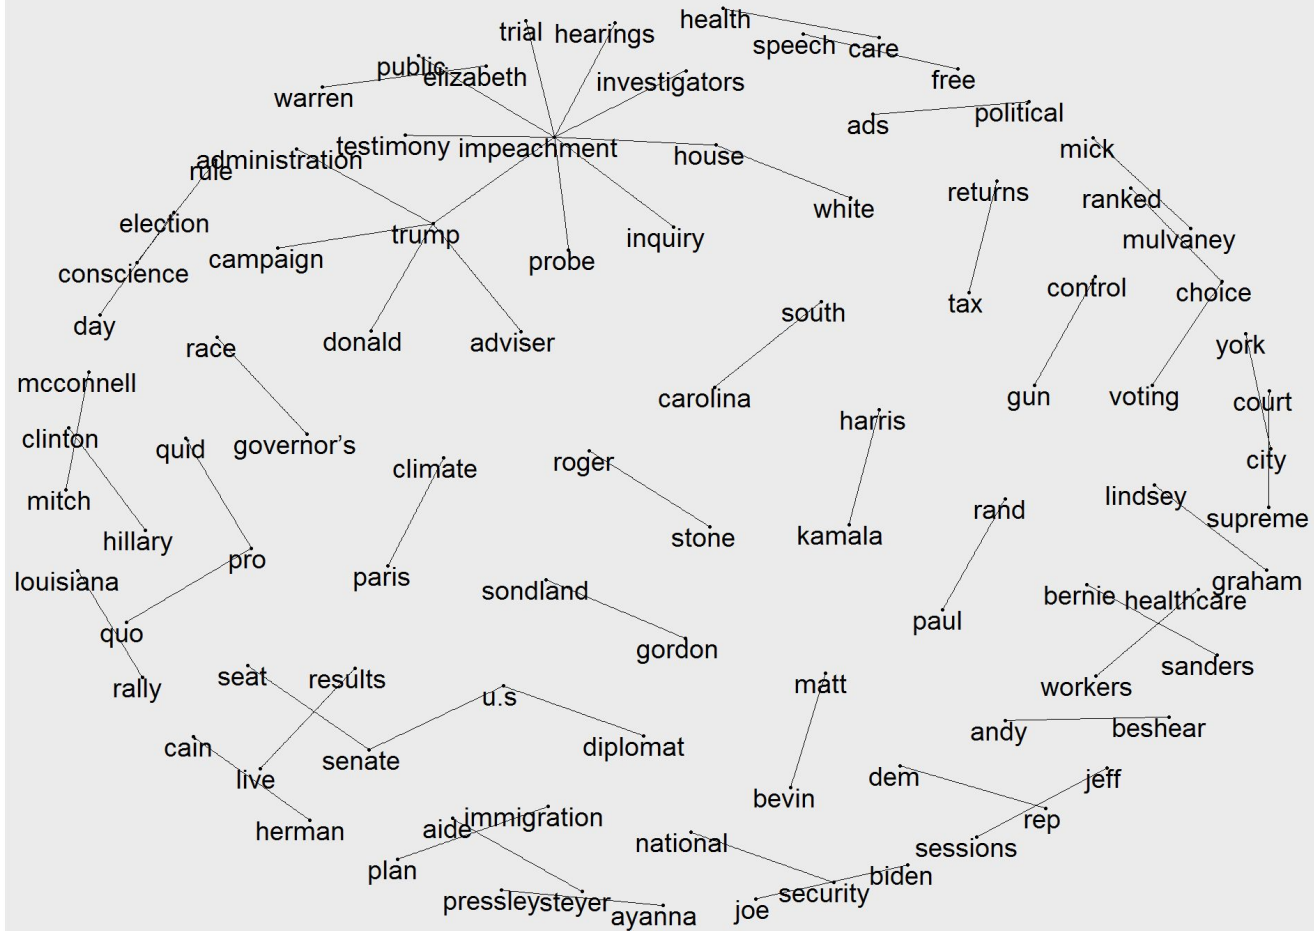 health
trial
hearings
speech
care
public
elizabeth
investigators
free
warren
political
ads
testimony
impeachment
house
mick
administration
rule
returns
ranked
white
election
trump
inquiry
mulvaney
campaign
probe
conscience
control
choice
tax
south
day
race
donald
adviser
york
mcconnell
carolina
gun
voting
court
clinton
quid
governor’s
harris
climate
roger
city
mitch
lindsey
hillary
stone
kamala
rand
supreme
pro
louisiana
paris
sondland
graham
bernie
healthcare
quo
paul
gordon
sanders
rally
seat
results
u.s
matt
workers
cain
senate
diplomat
andy
beshear
live
dem
jeff
bevin
herman
aide
immigration
rep
national
sessions
plan
biden
pressley
steyer
ayanna
joe
security